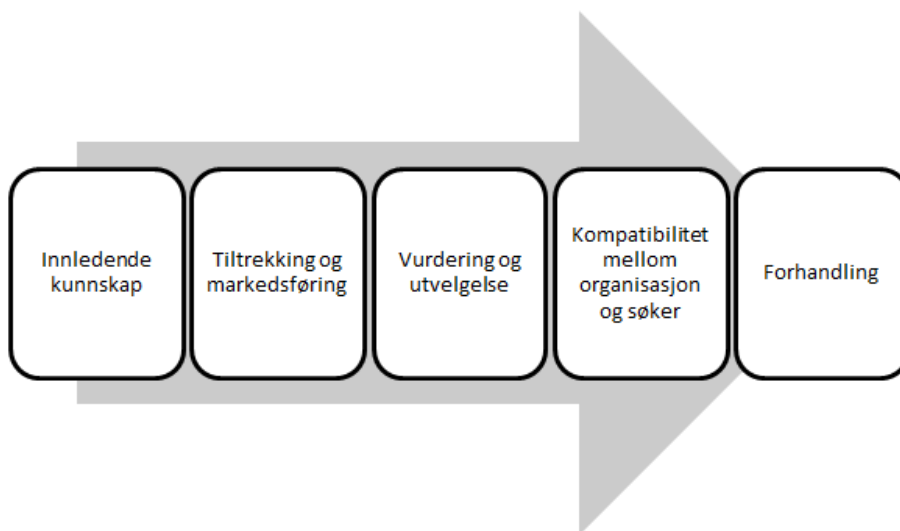 Innledende
kunnskap
Tiltrekking og
markedsføring
Vurdering og
utvelgelse
Kompatibilitet
mellom
organisasjon
og søker
Forhandling